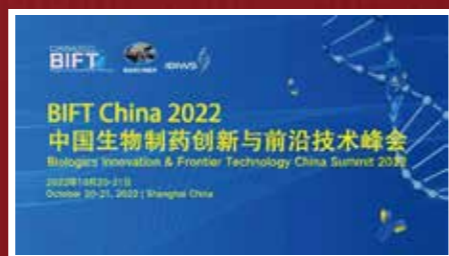 BIFT
BIFT China 2022
中国生物制药创新与前沿技术峰会
Biologics Innovation & Frontier Technology China Summit 2022
2022年10月20-21日
October 20-21, 2022 | Shanghai China